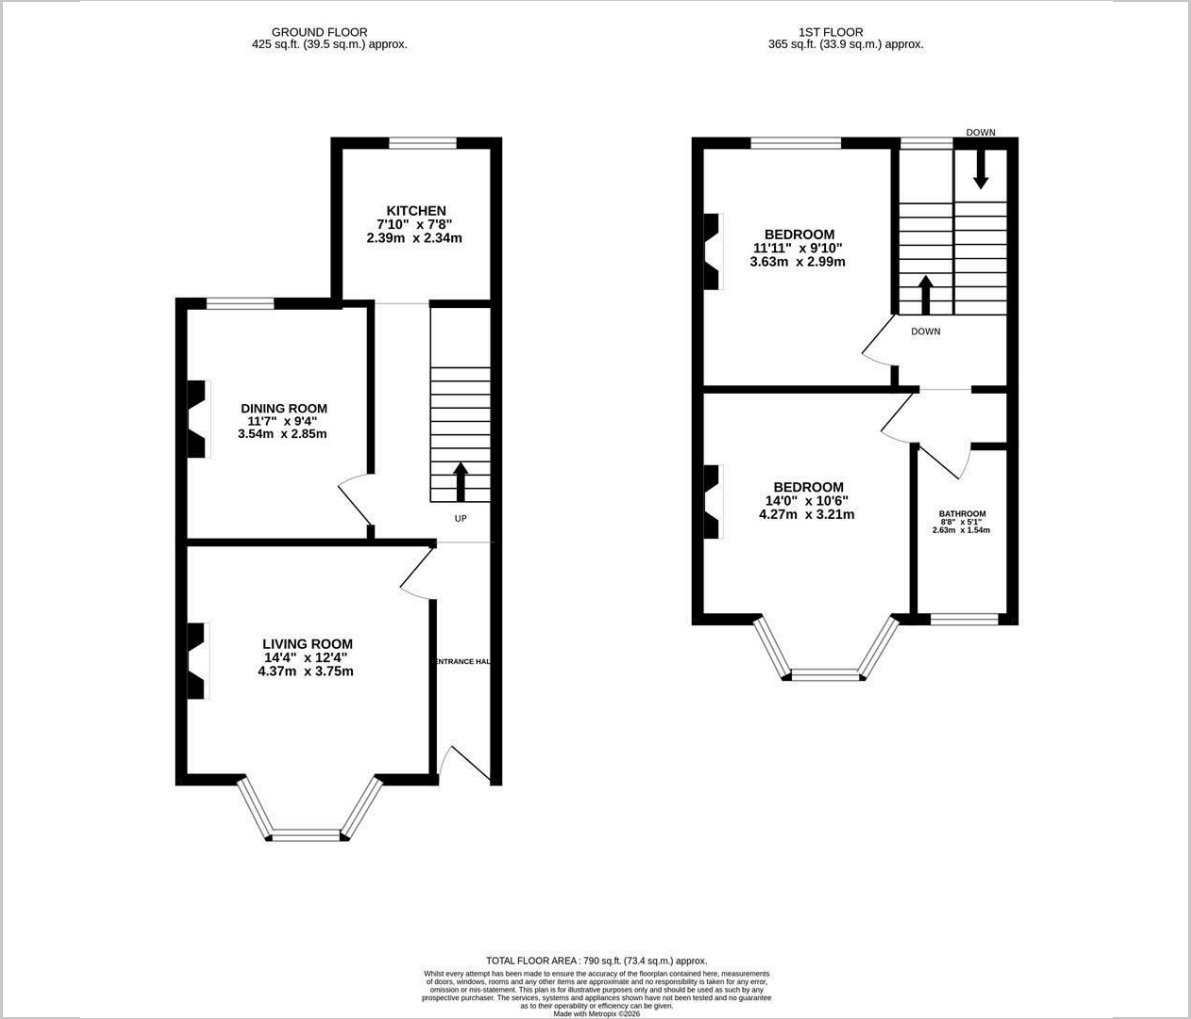 GROUND FLOOR
425 sq.ft. (39.5 sq.m.) approx.
1ST FLOOR
365 sq.ft. (33.9 sq.m.) approx.
KITCHEN
7'10" x 7'8"
2.39m x 2.34m
DINING ROOM
11'7" x 9'4"
3.54m x 2.85m
UP
LIVING ROOM
14'4" x 12'4"
4.37m x 3.75m
ENTRANCE HAL
DOWN
BEDROOM
11'11" x 9'10"
3.63m x 2.99m
DOWN
BEDROOM
14'0" x 10'6"
4.27m x 3.21m
BATHROOM
8'8" x 5'1"
2.63m x 1.54m
TOTAL FLOOR AREA : 790 sq.ft. (73.4 sq.m.) approx.
Whilst every attempt has been made to ensure the accuracy of the floorplan contained here, measurements
of doors, windows, rooms and any other items are approximate and no responsibility is taken for any error,
omission or mis-statement. This plan is for illustrative purposes only and should be used as such by any
prospective purchaser. The services, systems and appliances shown have not been tested and no guarantee
as to their operability or efficiency can be given.
Made with Metropix ©2026